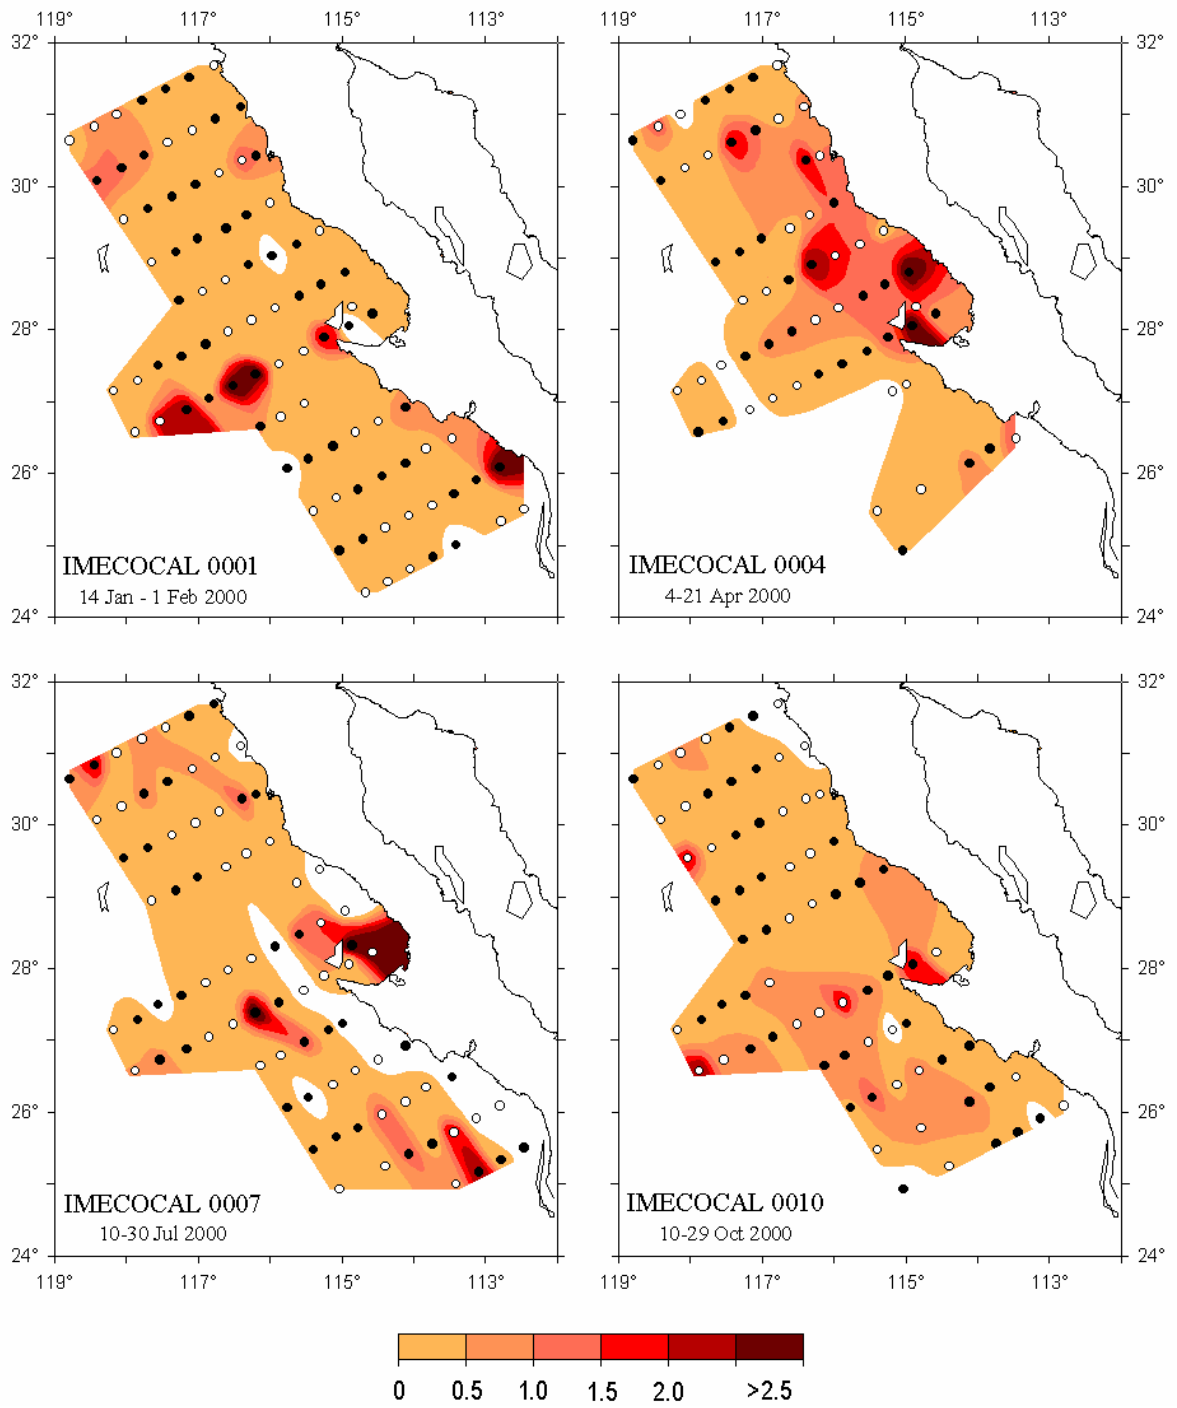 119° 117° 115° 113° 119° 117° 115° 113°
32° 32°
30° 30°
28° 28°
26° 26°
IMECOCAL 0001 IMECOCAL 0004
14 Jan - 1 Feb 2000 4-21 Apr 2000
24° 24°
32° 32°
30° 30°
28° 28°
26° 26°
IMECOCAL 0007 IMECOCAL 0010
10-30 Jul 2000 10-29 Oct 2000
24° 24°
119° 117° 115° 113° 119° 117° 115° 113°
0 0.5 1.0 1.5 2.0 >2.5